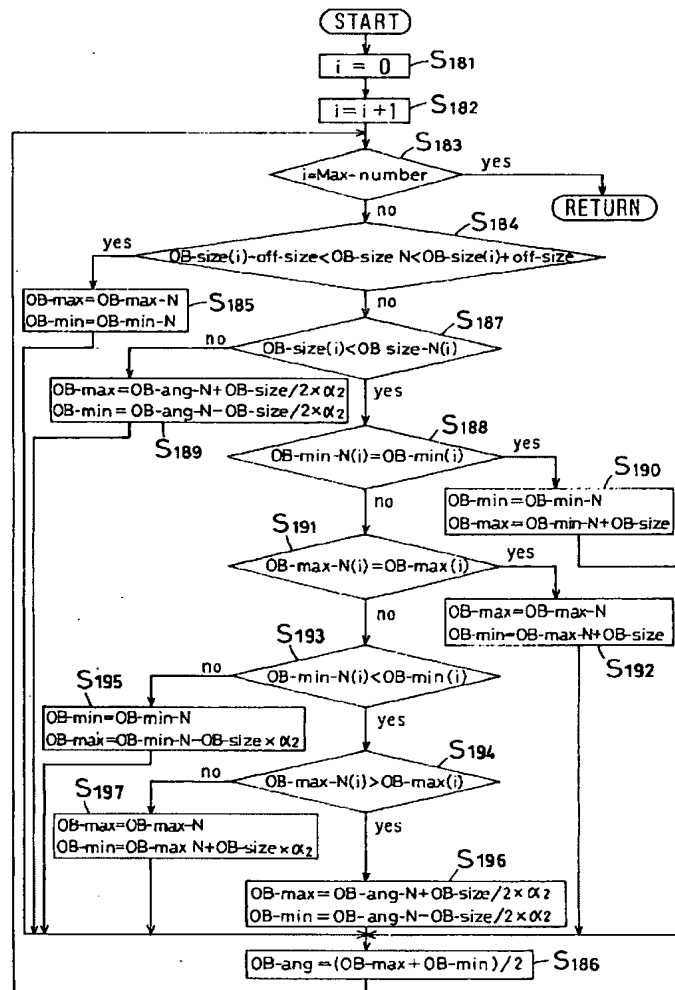 START
i = 0
S181
i=i+1
S182
S183
i=Max-number
yes
RETURN
no
S184
yes
OB-size(i)-off-size<OB-size N<OB-size(i)+off-size
no
OB-max=OB-max-N
OB-min=OB-min-N
S185
S187
no
OB-size(i)<OB size-N(i)
yes
OB-max=OB-ang-N+OB-size/2×α2
OB-min = OB-ang-N-OB-size/2×α2
S189
S188
OB-min-N(i)=OB-min(i)
yes
no
S190
OB-min=OB-min-N
OB-max=OB-min-N+OB-size
S191
OB-max-N(i)=OB-max(i)
yes
no
OB-max=OB-max-N
OB-min=OB-max-N+OB-size
S192
S193
no
OB-min-N(i)<OB-min(i)
yes
S195
OB-min=OB-min-N
OB-max=OB-min-N-OB-size×α2
S194
no
OB-max-N(i)>OB-max(i)
yes
S197
OB-max=OB-max-N
OB-min=OB-max N+OB-size×α2
S196
OB-max=OB-ang-N+OB-size/2×α2
OB-min = OB-ang-N-OB-size/2×α2
OB-ang=(OB-max+OB-min)/2
S186